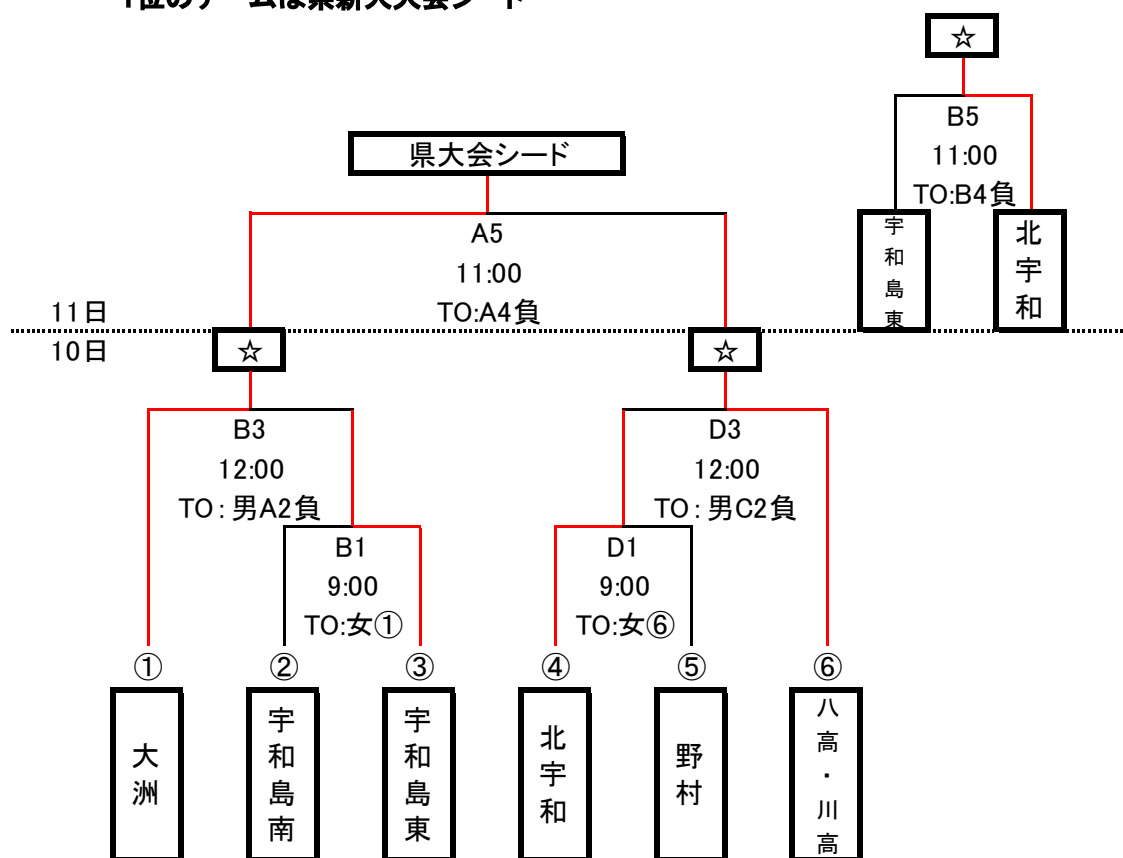 ☆
B5
11:00
TO:B4負
宇和島東
北宇和
県大会シード
A5
11:00
TO:A4負
11日
10日
☆
☆
B3
12:00
TO:男A2負
D3
12:00
TO:男C2負
B1
9:00
TO:女①
D1
9:00
TO:女⑥
①
②
③
④
⑤
⑥
大洲
宇和島南
宇和島東
北宇和
野村
八高・川高